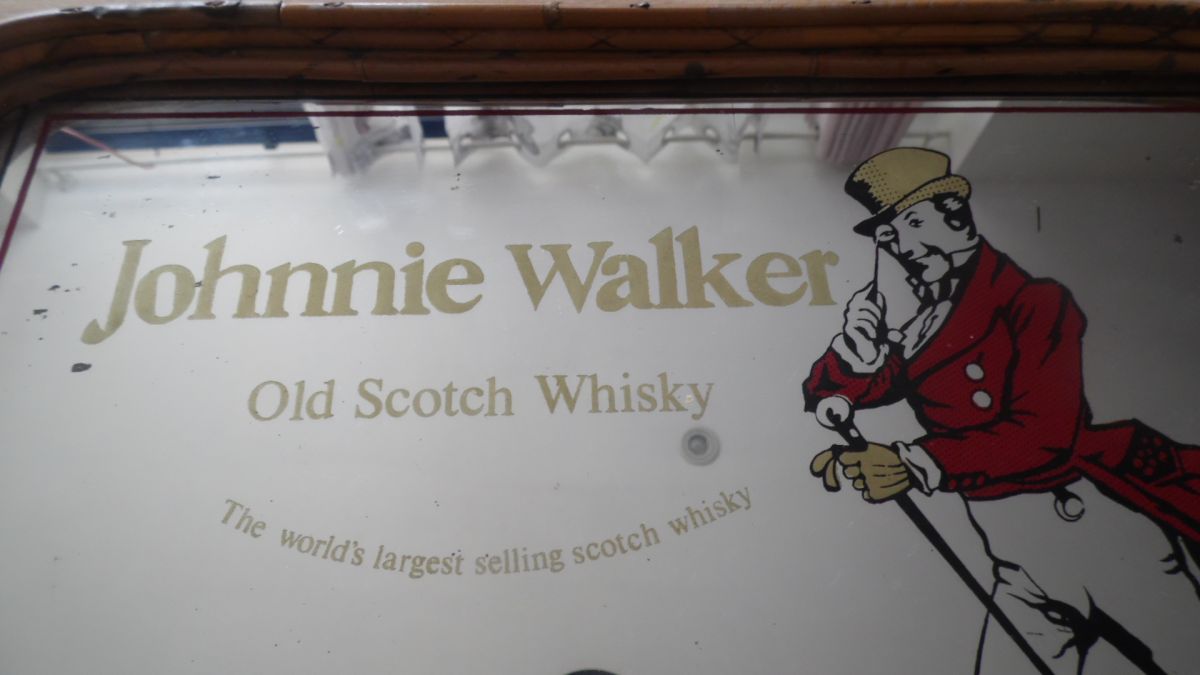 Johnnie Walker
Old Scotch Whisky
The world's largest selling scotch whisky